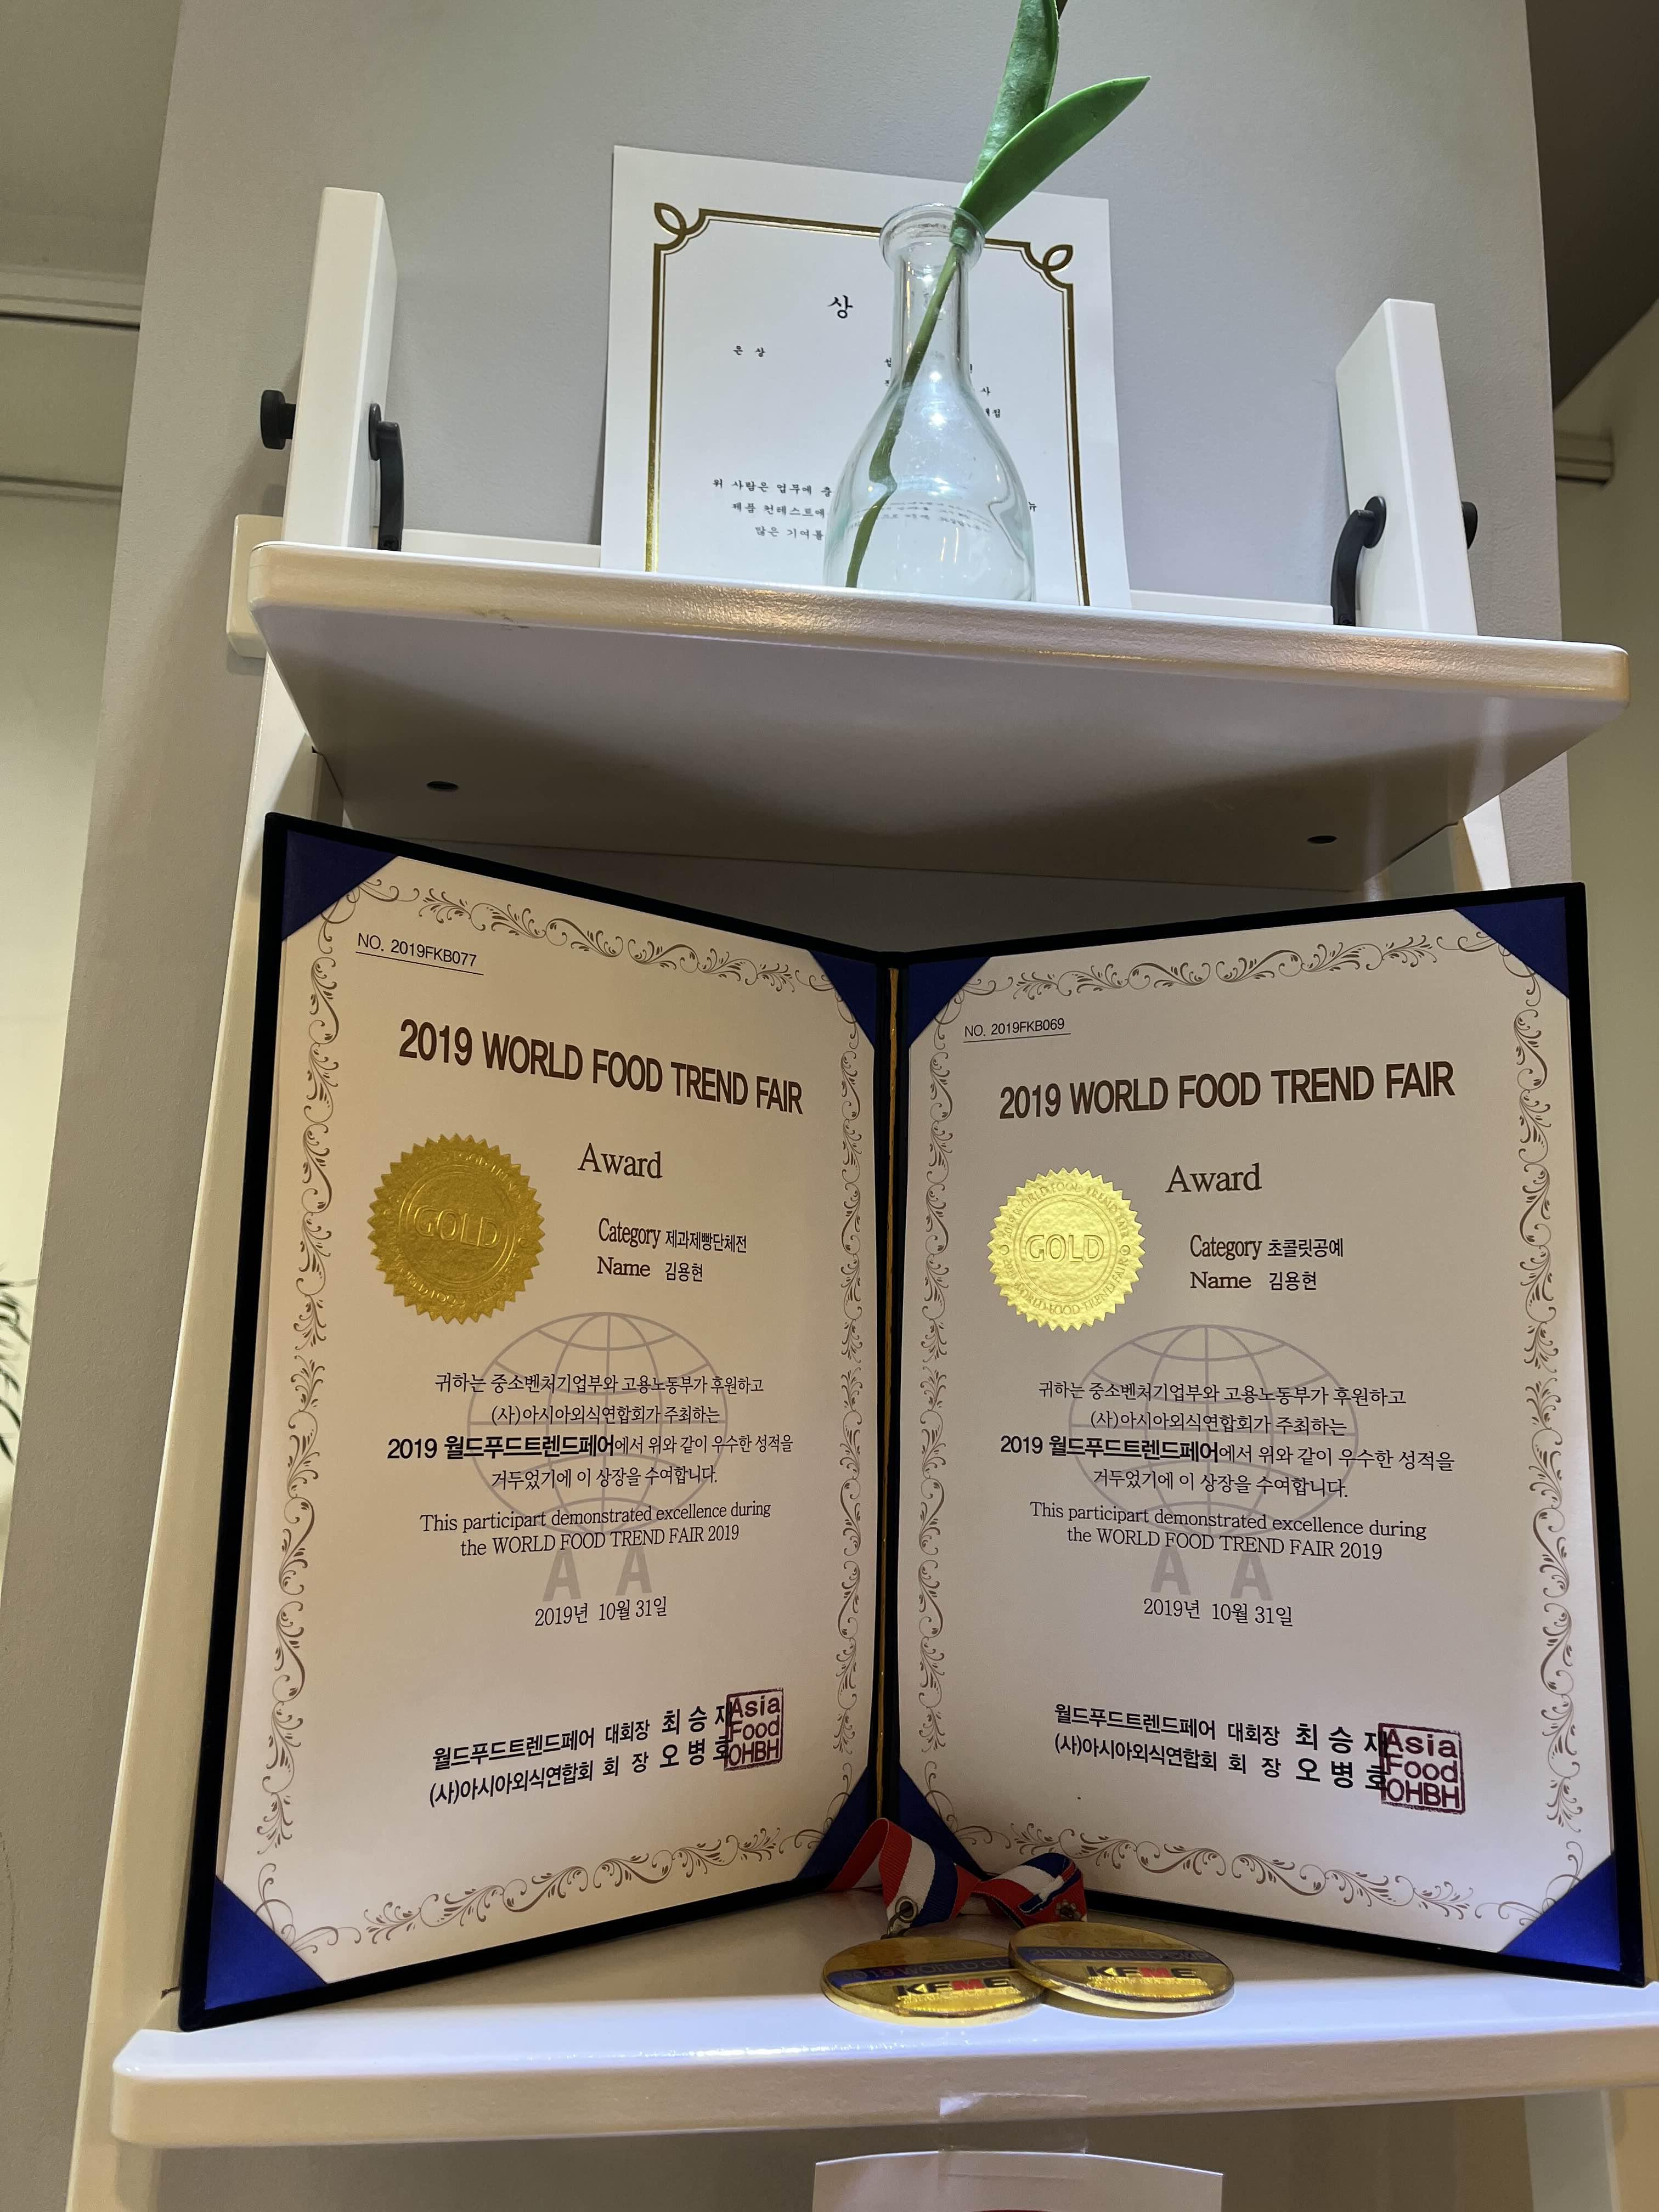 상
은 상
위 사람은 업무에 충
제품 컨테스트에
많은 기여를
NO. 2019FKB077
2019 WORLD FOOD TREND FAIR
Award
GOLD
Category 제과제빵단체전
Name 김용현
귀하는 중소벤처기업부와 고용노동부가 후원하고
(사)아시아외식연합회가 주최하는
2019 월드푸드트렌드페어에서 위와 같이 우수한 성적을
거두었기에 이 상장을 수여합니다.
This participart demonstrated excellence during
the WORLD FOOD TREND FAIR 2019
A A
2019년 10월 31일
월드푸드트렌드페어 대회장 최 승 재
(사)아시아외식연합회 회 장 오 병 호
Asia
Food
OHBH
NO. 2019FKB069
2019 WORLD FOOD TREND FAIR
Award
GOLD
Category 초콜릿공예
Name 김용현
귀하는 중소벤처기업부와 고용노동부가 후원하고
(사)아시아외식연합회가 주최하는
2019 월드푸드트렌드페어에서 위와 같이 우수한 성적을
거두었기에 이 상장을 수여합니다.
This participart demonstrated excellence during
the WORLD FOOD TREND FAIR 2019
A A
2019년 10월 31일
월드푸드트렌드페어 대회장 최 승 재
(사)아시아외식연합회 회 장 오 병 호
Asia
Food
OHBH
2019 WORLD
KFME
2019 WORLD
KFME